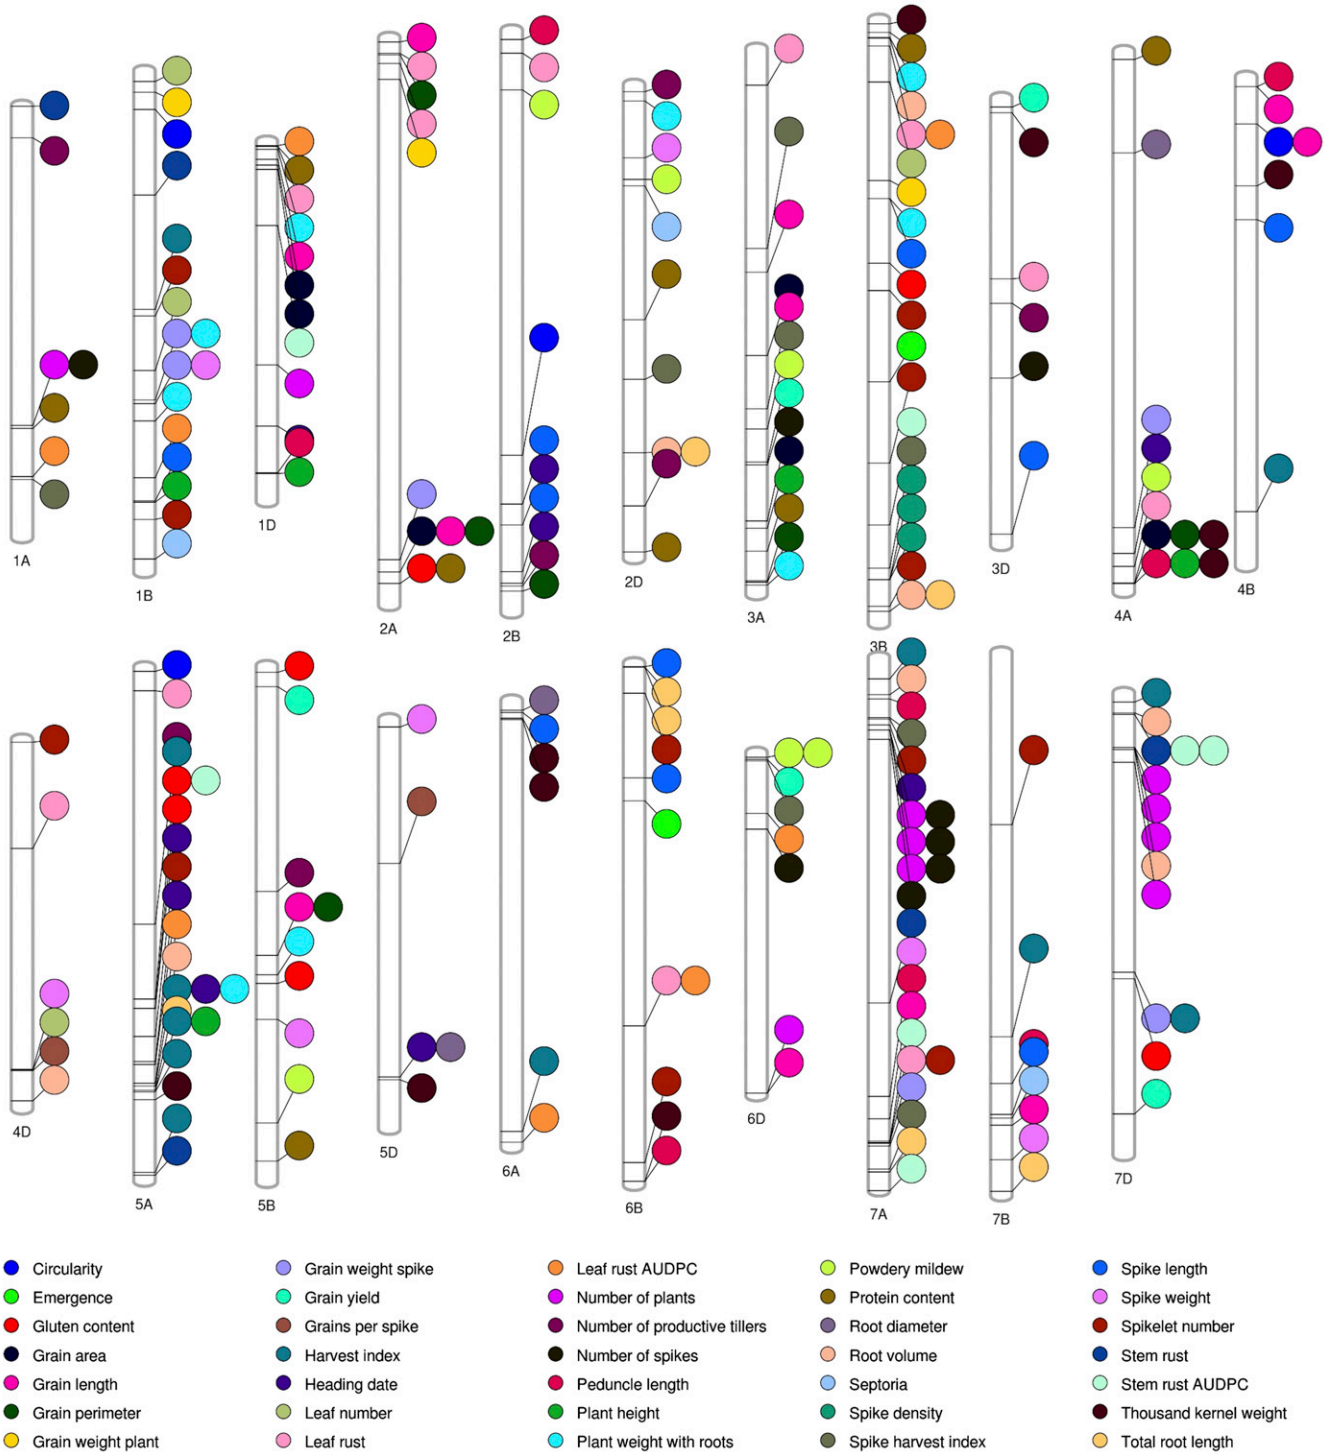 1A
1B
1D
2A
2B
2D
3A
3B
3D
4A
4B
4D
5A
5B
5D
6A
6B
6D
7A
7B
7D
Circularity
Emergence
Gluten content
Grain area
Grain length
Grain perimeter
Grain weight plant
Grain weight spike
Grain yield
Grains per spike
Harvest index
Heading date
Leaf number
Leaf rust
Leaf rust AUDPC
Number of plants
Number of productive tillers
Number of spikes
Peduncle length
Plant height
Plant weight with roots
Powdery mildew
Protein content
Root diameter
Root volume
Septoria
Spike density
Spike harvest index
Spike length
Spike weight
Spikelet number
Stem rust
Stem rust AUDPC
Thousand kernel weight
Total root length